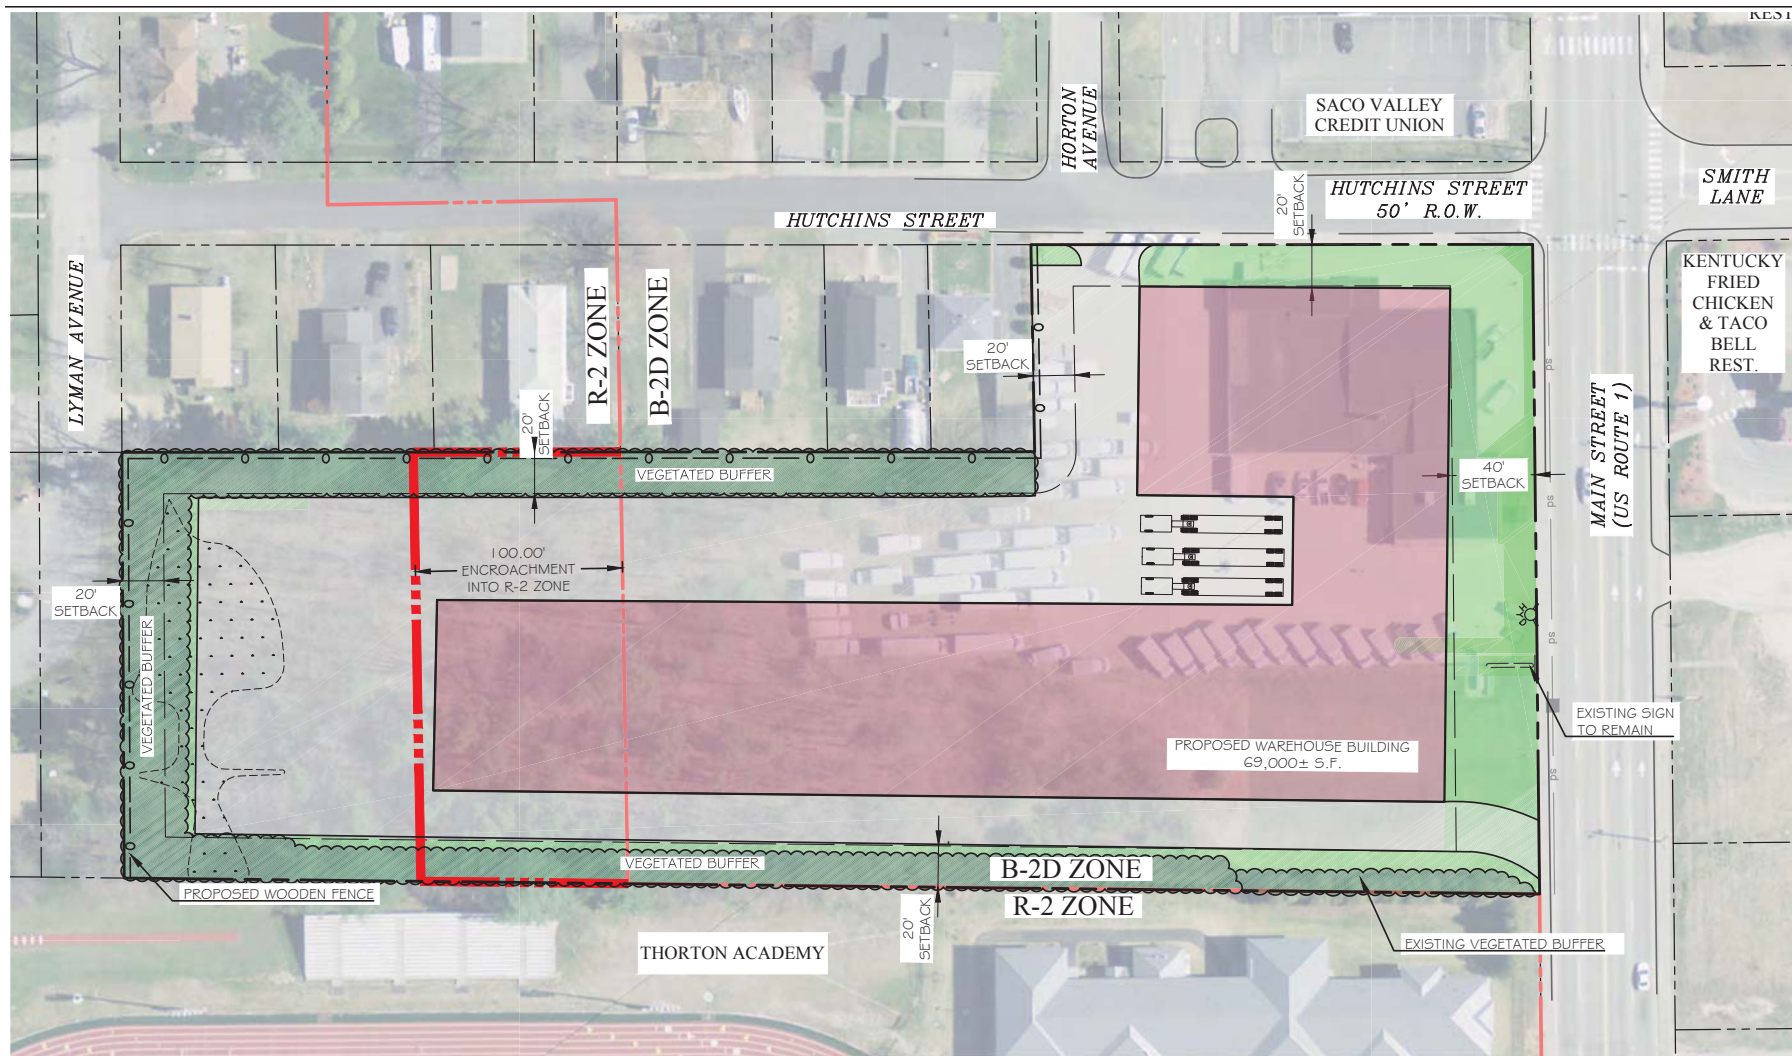 REST
SACO VALLEY
CREDIT UNION
HORTON
AVENUE
HUTCHINS STREET
50' R.O.W.
SMITH
LANE
20'
SETBACK
HUTCHINS STREET
LYMAN AVENUE
R-2 ZONE
B-2D ZONE
KENTUCKY
FRIED
CHICKEN
& TACO
BELL
REST.
20'
SETBACK
MAIN STREET
(US ROUTE 1)
20'
SETBACK
VEGETATED BUFFER
40'
SETBACK
100.00'
ENCROACHMENT
INTO R-2 ZONE
20'
SETBACK
VEGETATED BUFFER
sd
sd
sd
sd
EXISTING SIGN
TO REMAIN
PROPOSED WAREHOUSE BUILDING
69,000± S.F.
VEGETATED BUFFER
B-2D ZONE
R-2 ZONE
PROPOSED WOODEN FENCE
20'
SETBACK
THORTON ACADEMY
EXISTING VEGETATED BUFFER